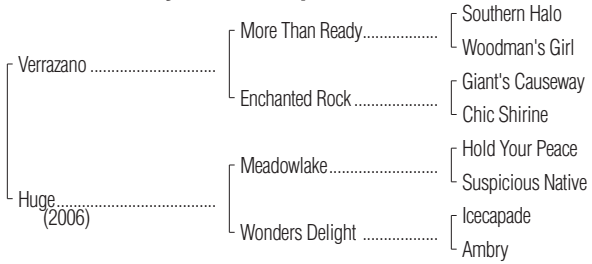 Southern Halo
More Than Ready..................
Woodman's Girl
Verrazano .............................
Giant's Causeway
Enchanted Rock ....................
Chic Shirine
Hold Your Peace
Meadowlake.........................
Suspicious Native
Huge.....................................
(2006)
Icecapade
Wonders Delight ..................
Ambry